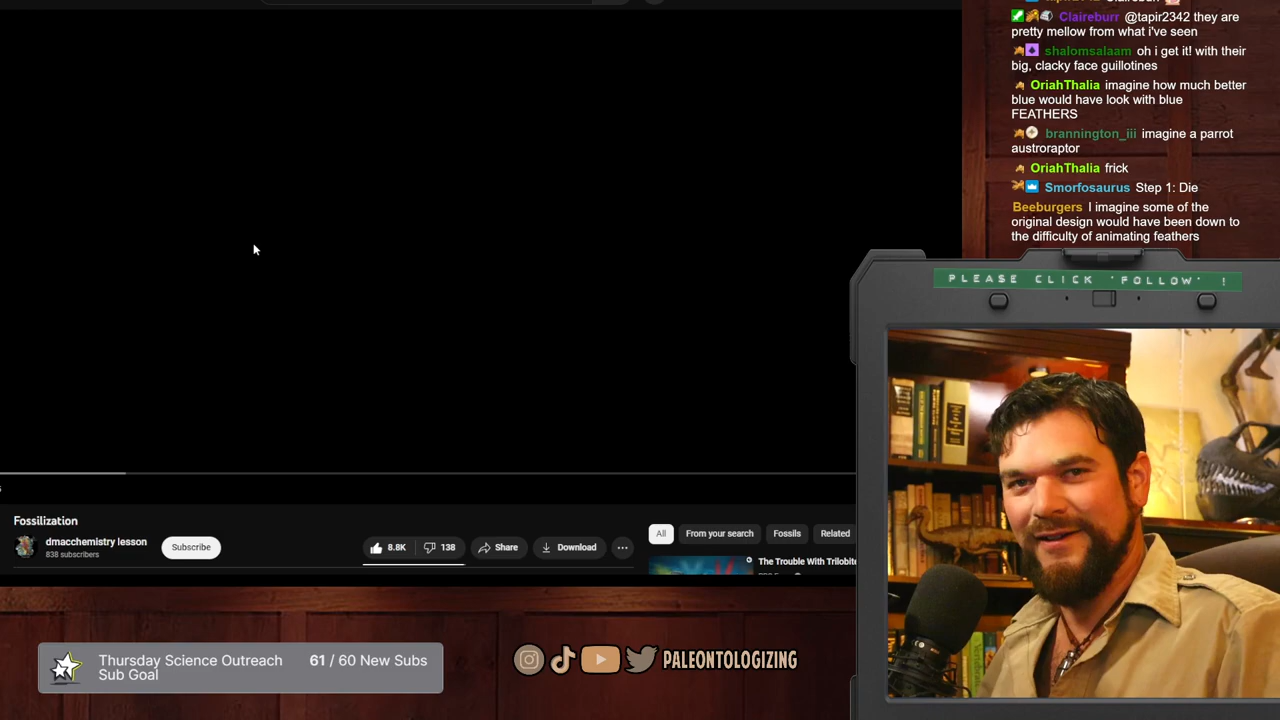 Fossilization
dmacchemistry lesson
838 subscribers
Subscribe
8.8K
138
Share
Download
All
From your search
Fossils
Related
The Trouble With Trilobite
Claireburr @tapir2342 they are
pretty mellow from what i've seen
shalomsalaam oh i get it! with their
big, clacky face guillotines
OriahThalia imagine how much better
blue would have look with blue
FEATHERS
brannington_iii imagine a parrot
austroraptor
OriahThalia frick
Smorfosaurus Step 1: Die
Beeburgers I imagine some of the
original design would have been down to
the difficulty of animating feathers
PLEASE CLICK 'FOLLOW' !
Thursday Science Outreach
Sub Goal
61 / 60 New Subs
PALEONTOLOGIZING